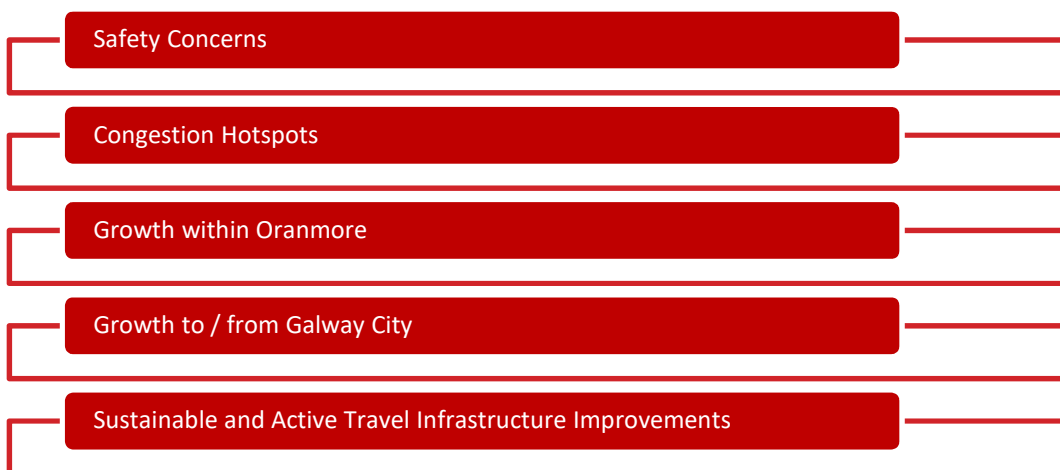 Safety Concerns
Congestion Hotspots
Growth within Oranmore
Growth to / from Galway City
Sustainable and Active Travel Infrastructure Improvements